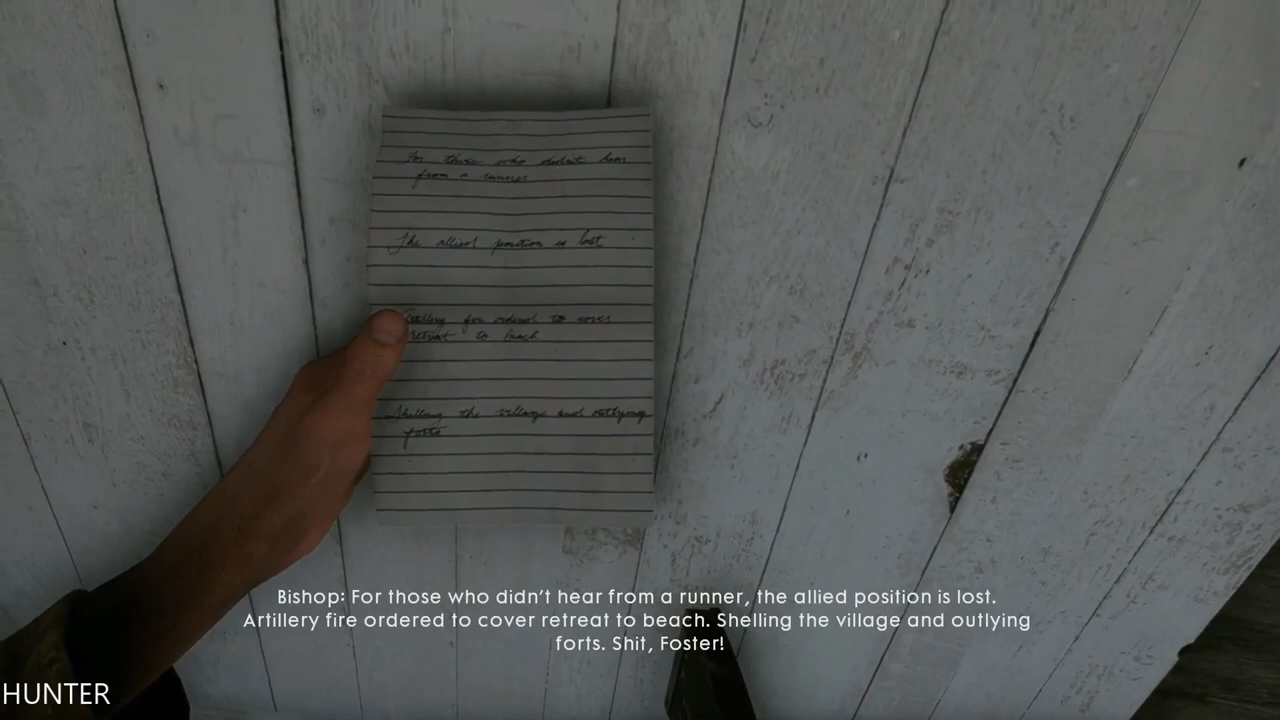 For those who didn't hear
from a runner
The allied position is lost
Artillery fire ordered to cover
retreat to beach
Shelling the village and outlying
forts
Bishop: For those who didn't hear from a runner, the allied position is lost.
Artillery fire ordered to cover retreat to beach. Shelling the village and outlying
forts. Shit, Foster!
HUNTER